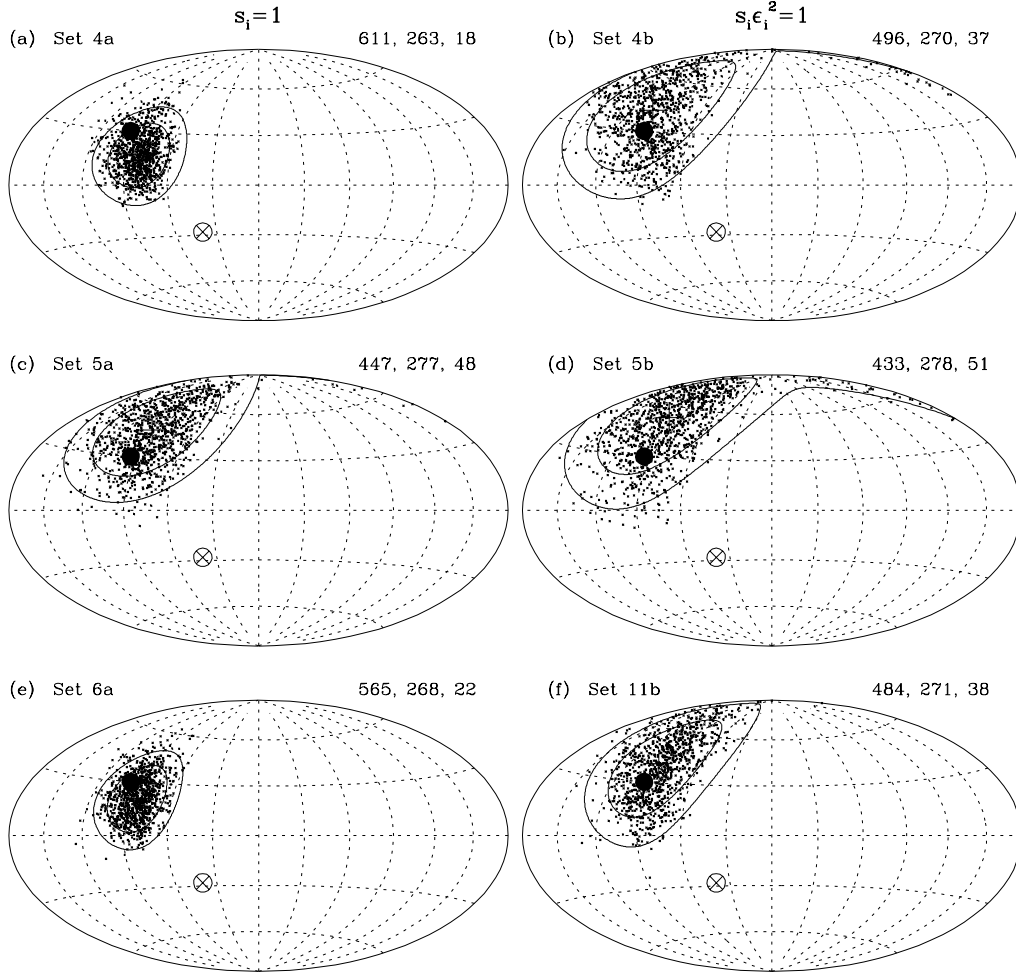 s_i=1
s_iϵ_i^2=1
(a) Set 4a 611, 263, 18
(b) Set 4b 496, 270, 37
(c) Set 5a 447, 277, 48
(d) Set 5b 433, 278, 51
(e) Set 6a 565, 268, 22
(f) Set 11b 484, 271, 38